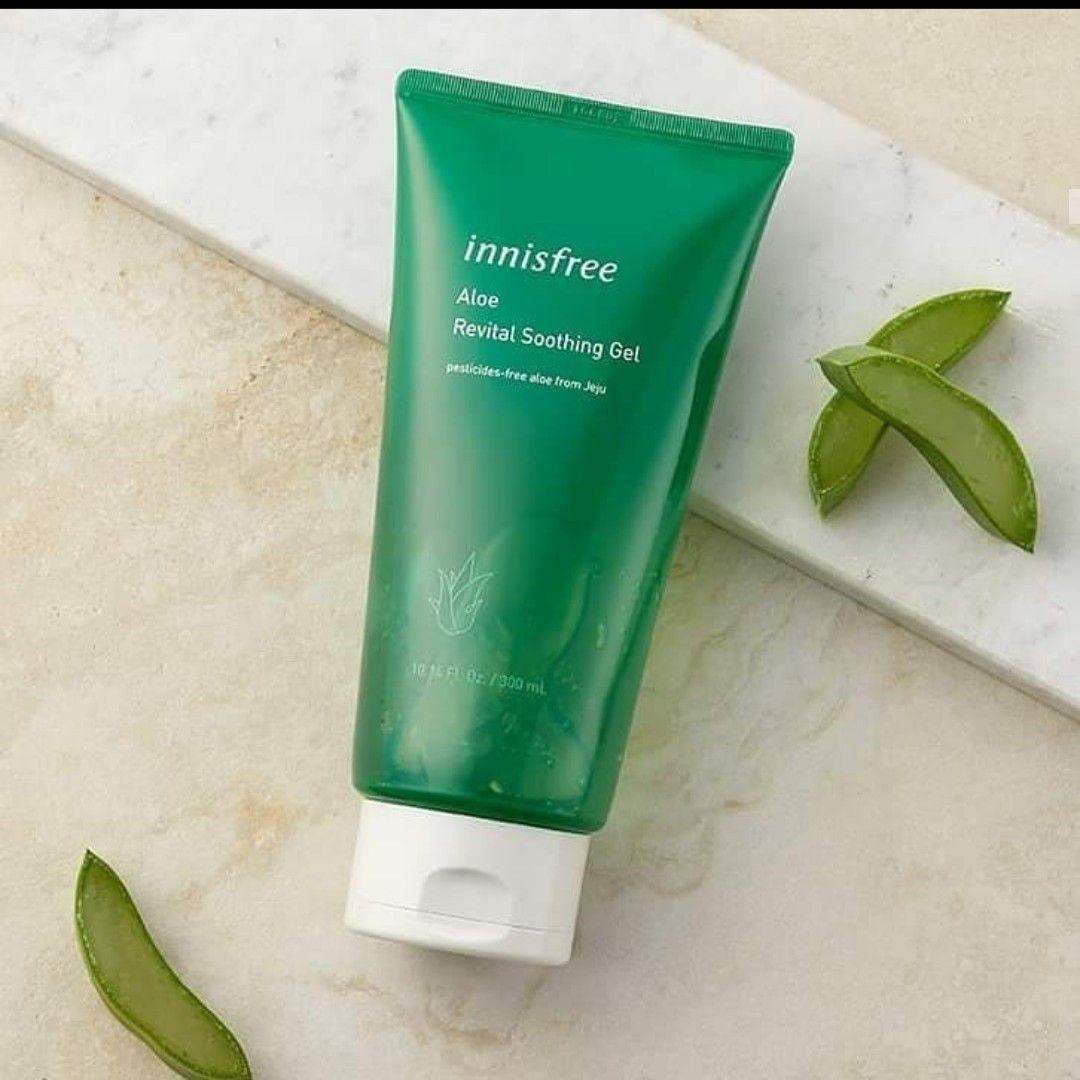 innisfree
Aloe
Revital Soothing Gel
pesticides-free aloe from Jeju
10.14 Fl. Oz. / 300 mL